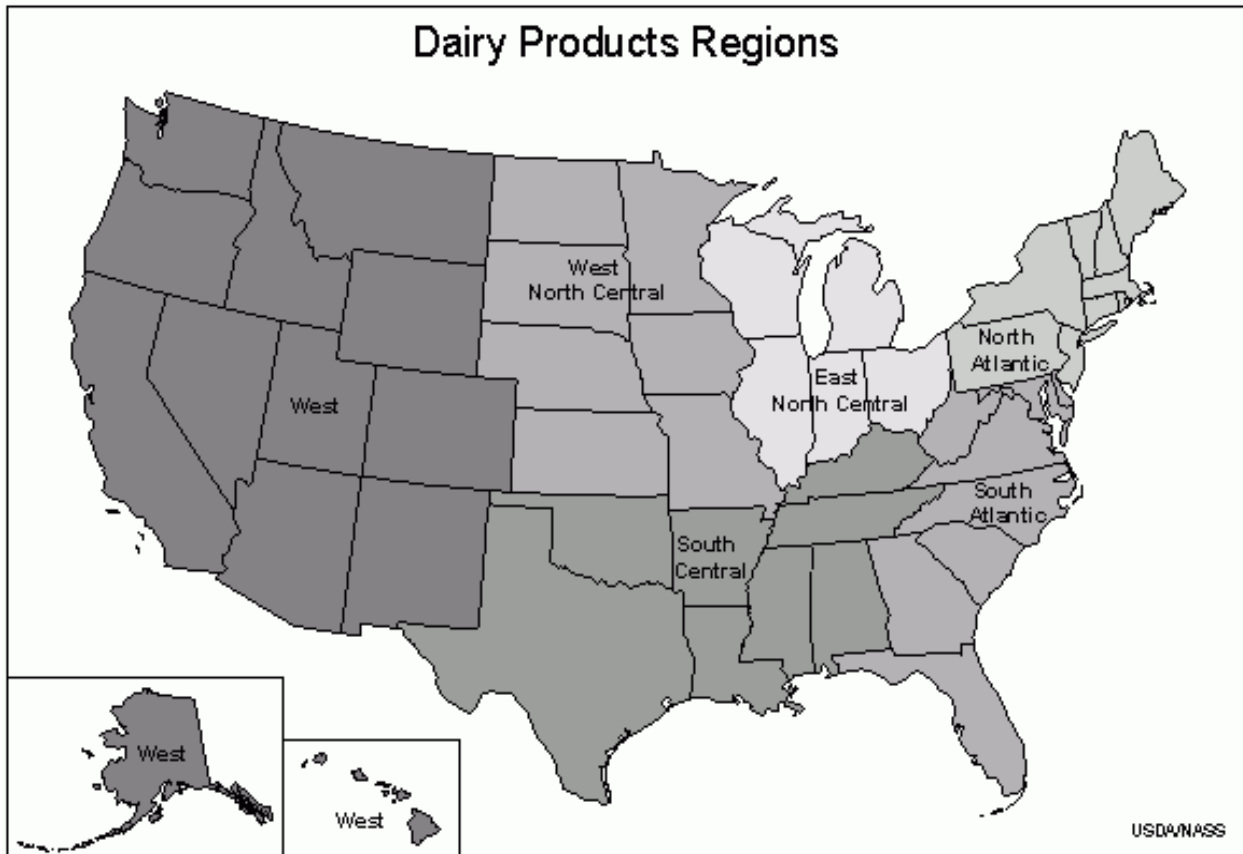 Dairy Products Regions
West
North Central
North
Atlantic
West
East
North Central
South
Atlantic
South
Central
West
West
USDA/NASS